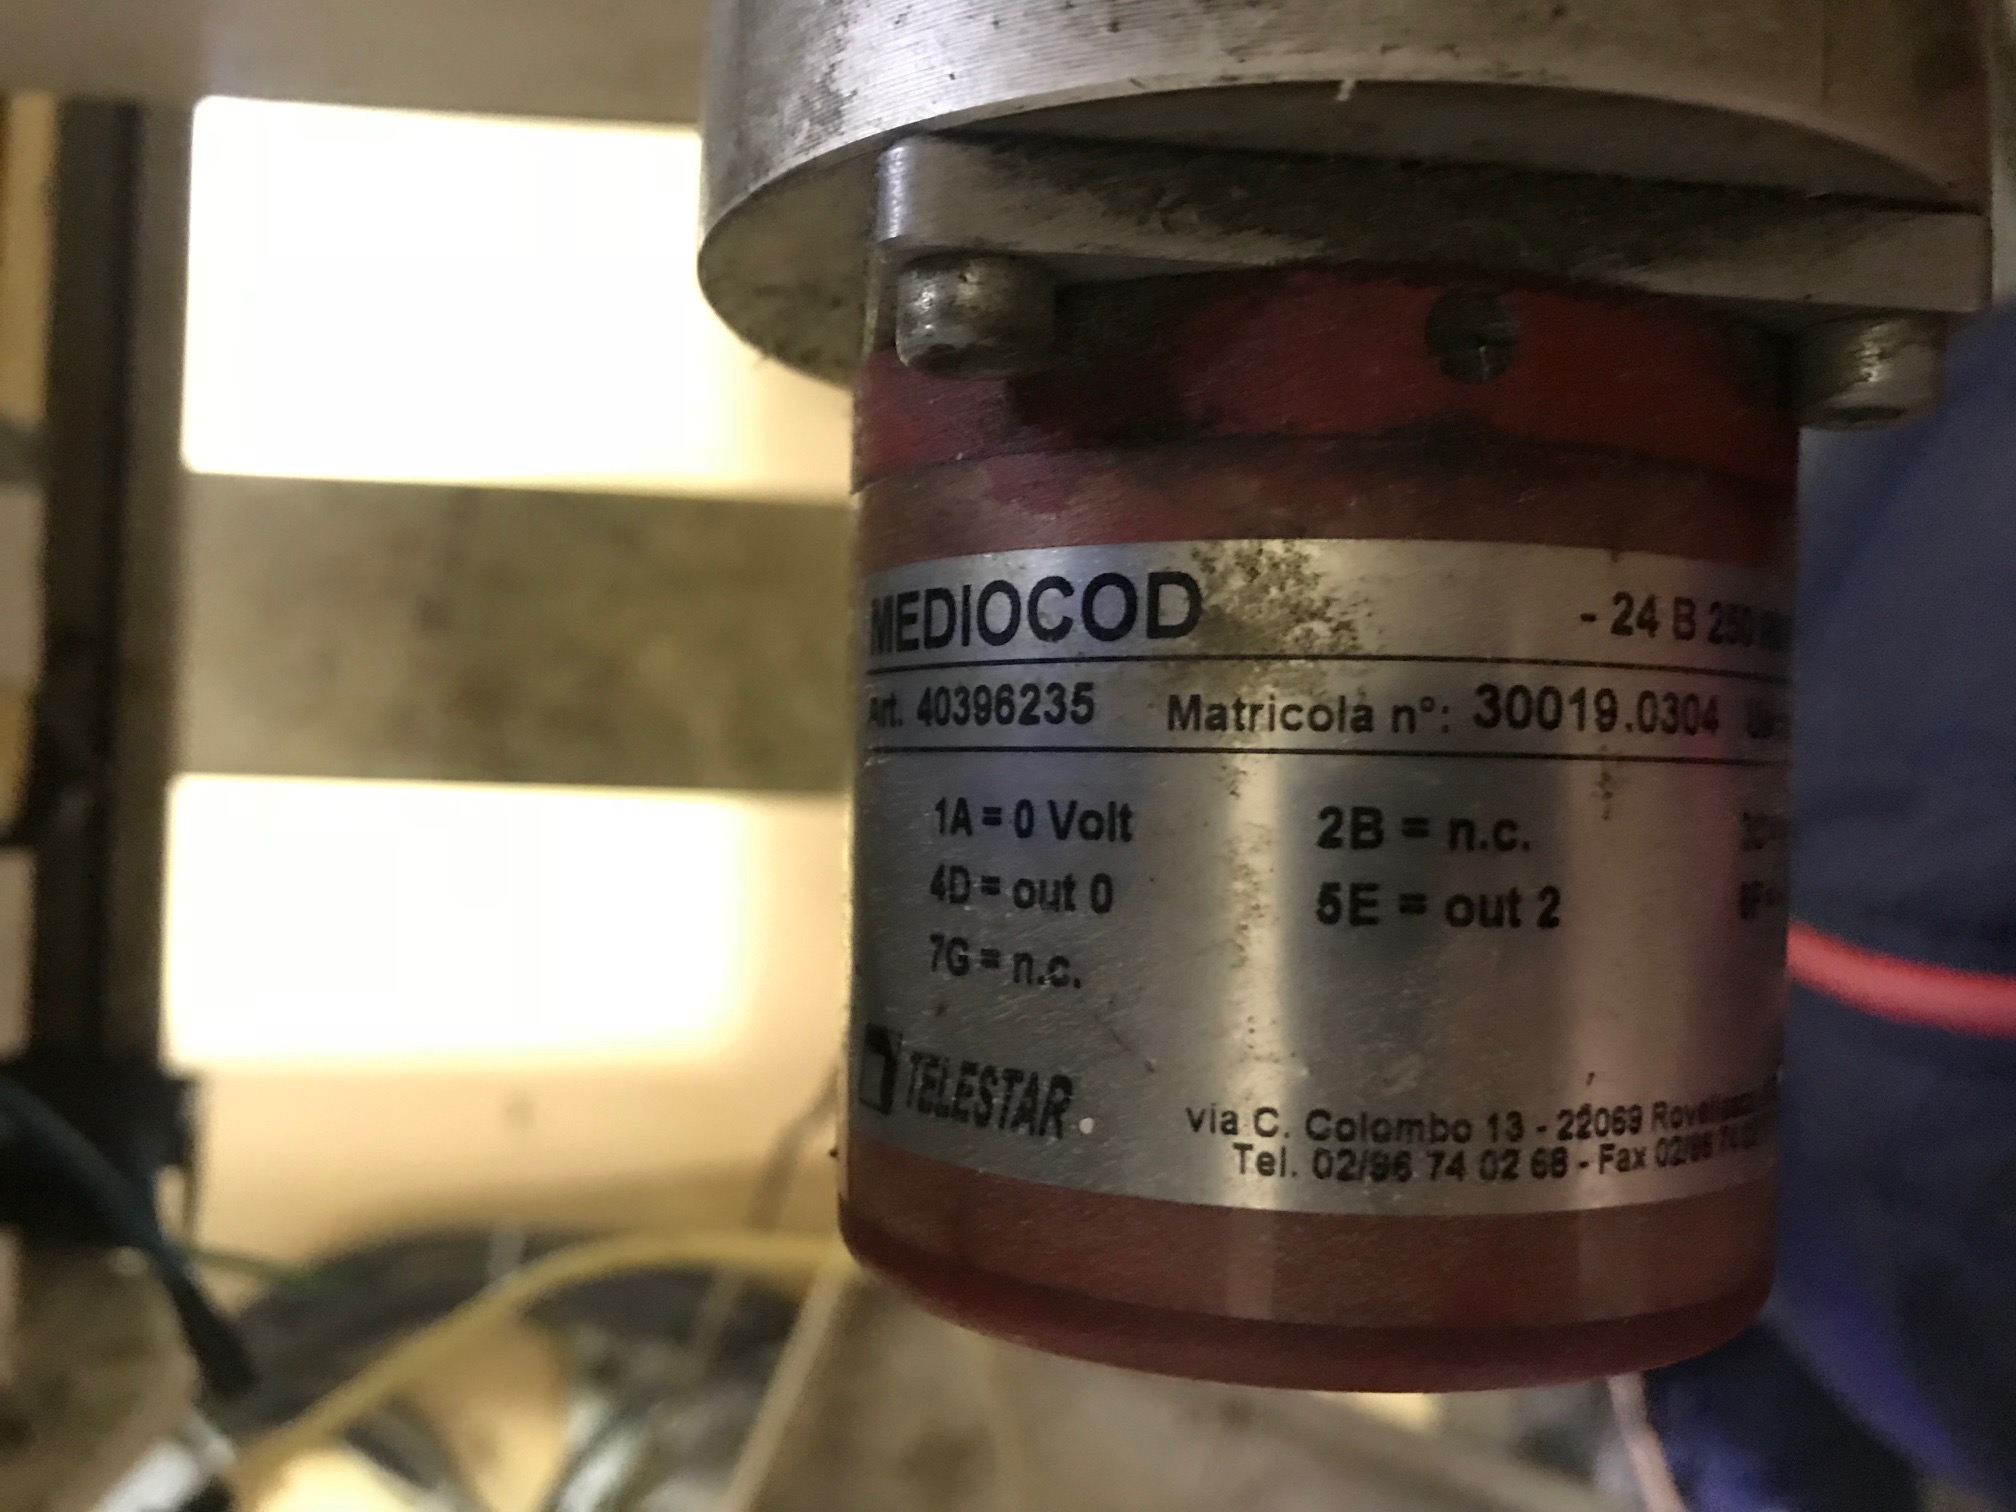 MEDIOCOD - 24 B 250
Art. 40396235 Matricola n°: 30019.0304
1A = 0 Volt 2B = n.c.
4D = out 0 5E = out 2
7G = n.c.
TELESTAR
via C. Colombo 13 - 22069
Tel. 02/96 74 02 68 - Fax